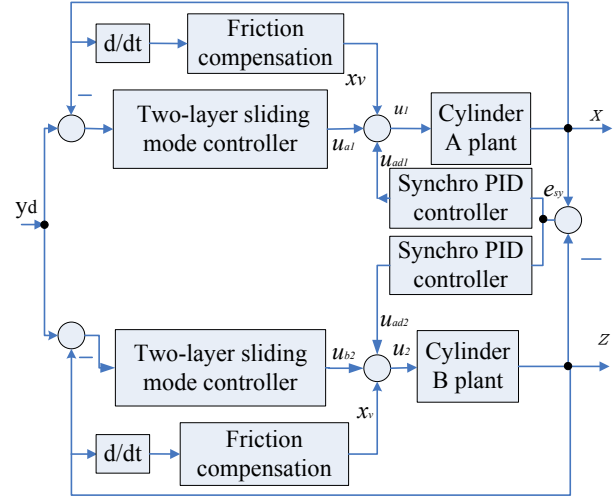 d/dt
Friction
compensation
xv
Two-layer sliding
mode controller
ua1
u1
Cylinder
A plant
X
uad1
Synchro PID
controller
esy
yd
Synchro PID
controller
uad2
Two-layer sliding
mode controller
ub2
u2
Cylinder
B plant
Z
xv
d/dt
Friction
compensation